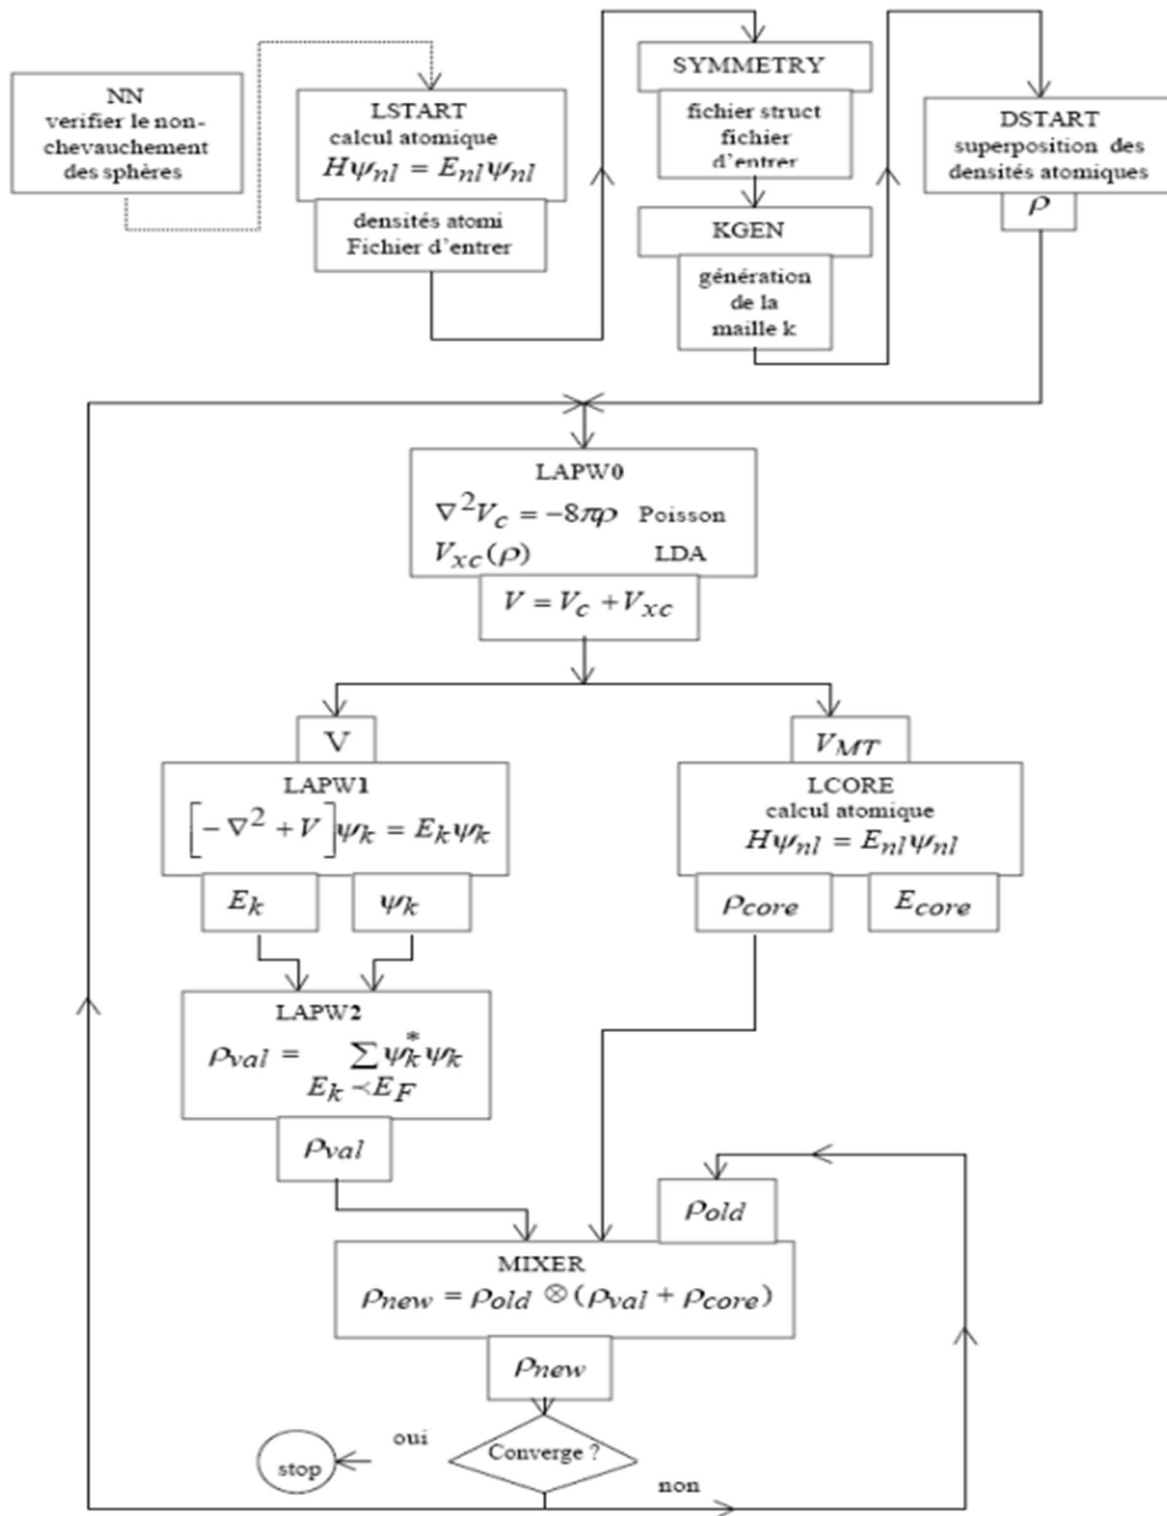 NN
verifier le non-
chevauchement
des sphères
LSTART
calcul atomique
Hψnl = Enlψnl
densités atomi
Fichier d'entrer
SYMMETRY
fichier struct
fichier
d'entrer
KGEN
génération
de la
maille k
DSTART
superposition des
densités atomiques
ρ
LAPW0
∇²Vc = -8πρ Poisson
Vxc(ρ) LDA
V = Vc + Vxc
V
LAPW1
[-∇² + V]ψk = Ekψk
Ek ψk
VMT
LCORE
calcul atomique
Hψnl = Enlψnl
ρcore Ecore
LAPW2
ρval = ∑ψk*ψk
Ek ≺EF
ρval
ρold
MIXER
ρnew = ρold ⊗(ρval + ρcore)
ρnew
Converge ?
oui
stop
non